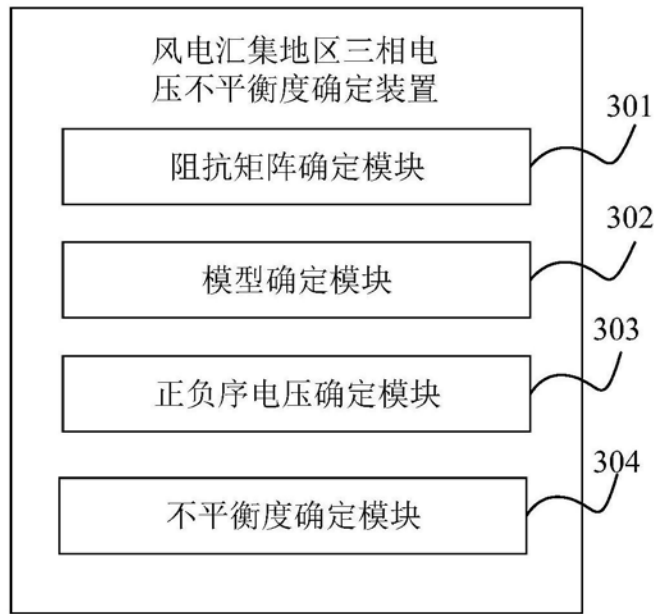 风电汇集地区三相电
压不平衡度确定装置
301
阻抗矩阵确定模块
302
模型确定模块
303
正负序电压确定模块
304
不平衡度确定模块